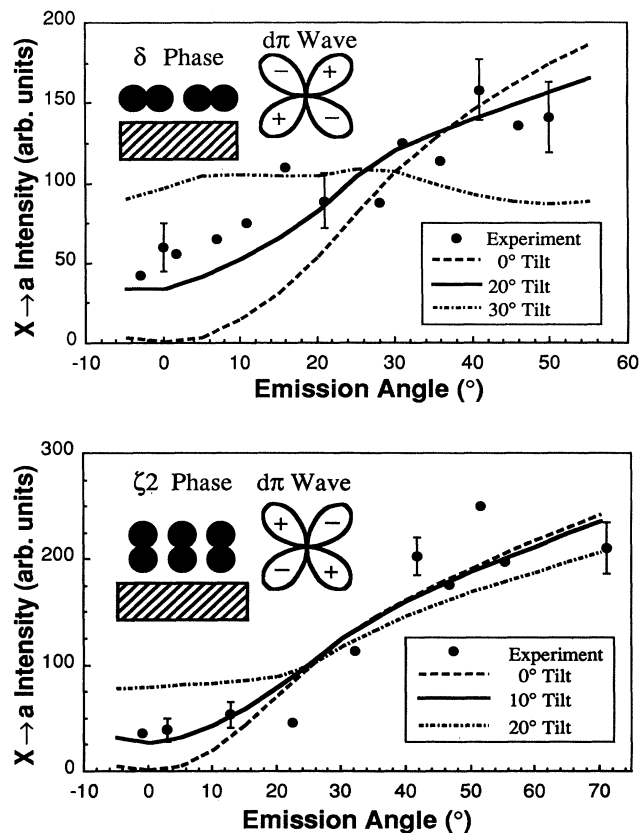 200
150
100
50
0
-10
0
10
20
30
40
50
60
X→a Intensity (arb. units)
δ Phase
dπ Wave
− +
+ −
Experiment
0° Tilt
20° Tilt
30° Tilt
Emission Angle (°)
300
200
100
0
-10
0
10
20
30
40
50
60
70
X→a Intensity (arb. units)
ζ2 Phase
dπ Wave
+ −
− +
Experiment
0° Tilt
10° Tilt
20° Tilt
Emission Angle (°)